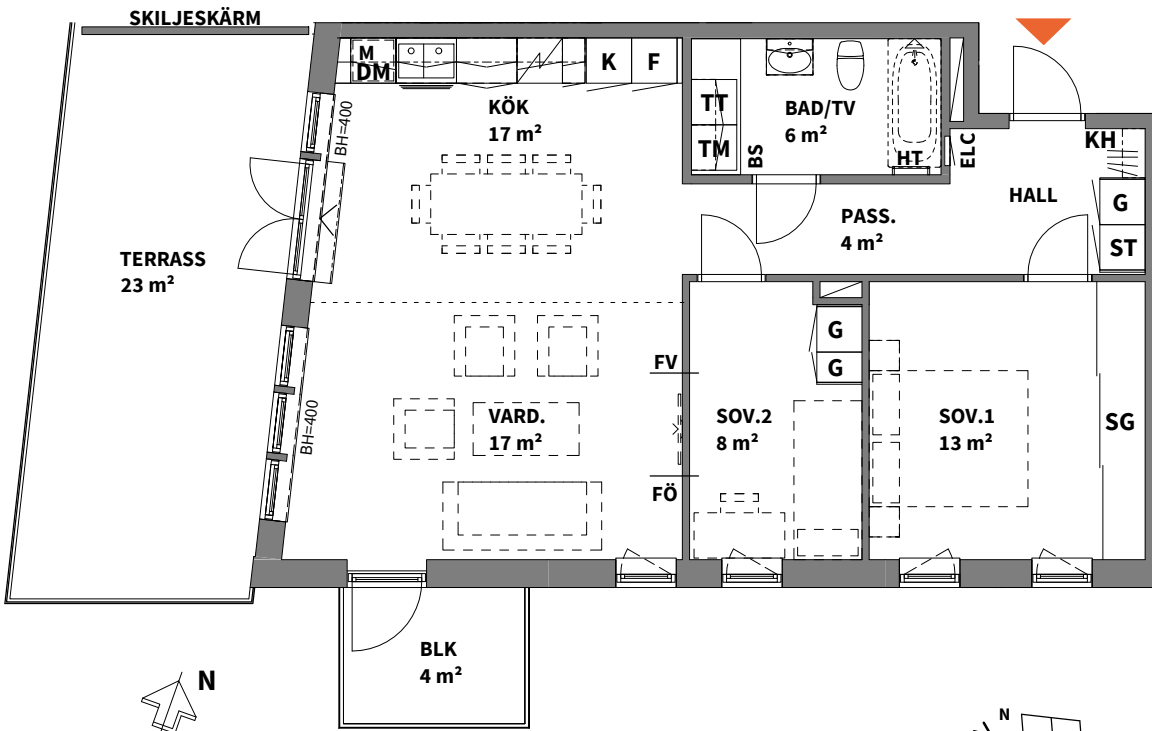 SKILJESKÄRM
M
DM
K
F
KÖK
17 m²
BH=400
TT
TM
BS
BAD/TV
6 m²
HT
ELC
KH
HALL
G
ST
PASS.
4 m²
TERRASS
23 m²
G
G
FV
VARD.
17 m²
BH=400
FÖ
SOV.2
8 m²
SOV.1
13 m²
SG
BLK
4 m²
N
N